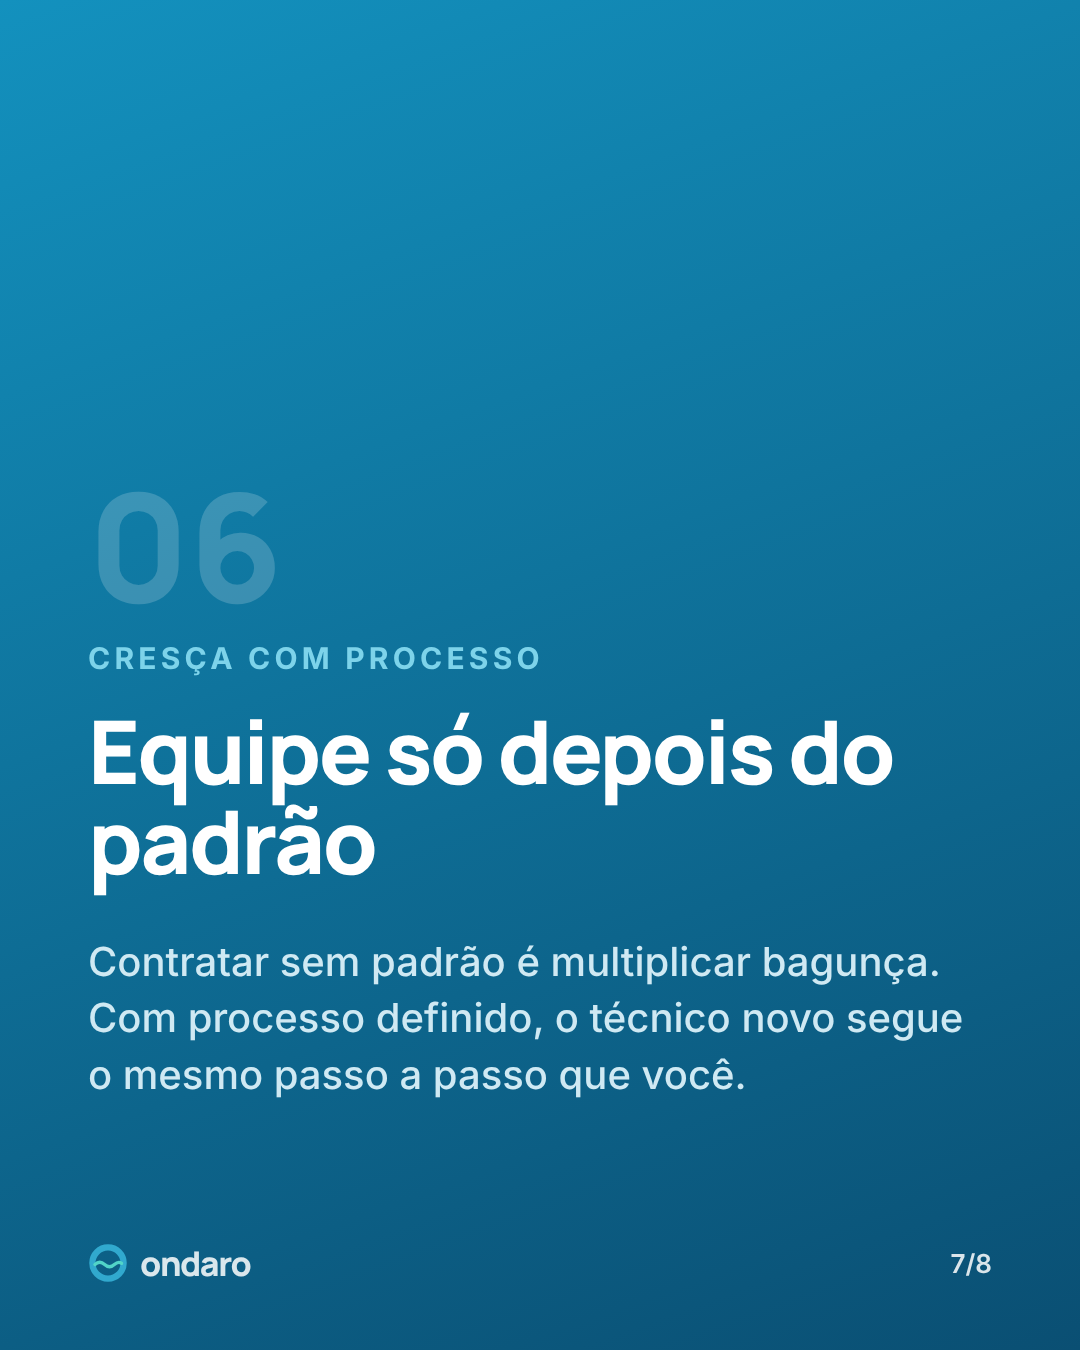 06
CRESÇA COM PROCESSO
Equipe só depois do
padrão
Contratar sem padrão é multiplicar bagunça.
Com processo definido, o técnico novo segue
o mesmo passo a passo que você.
ondaro
7/8